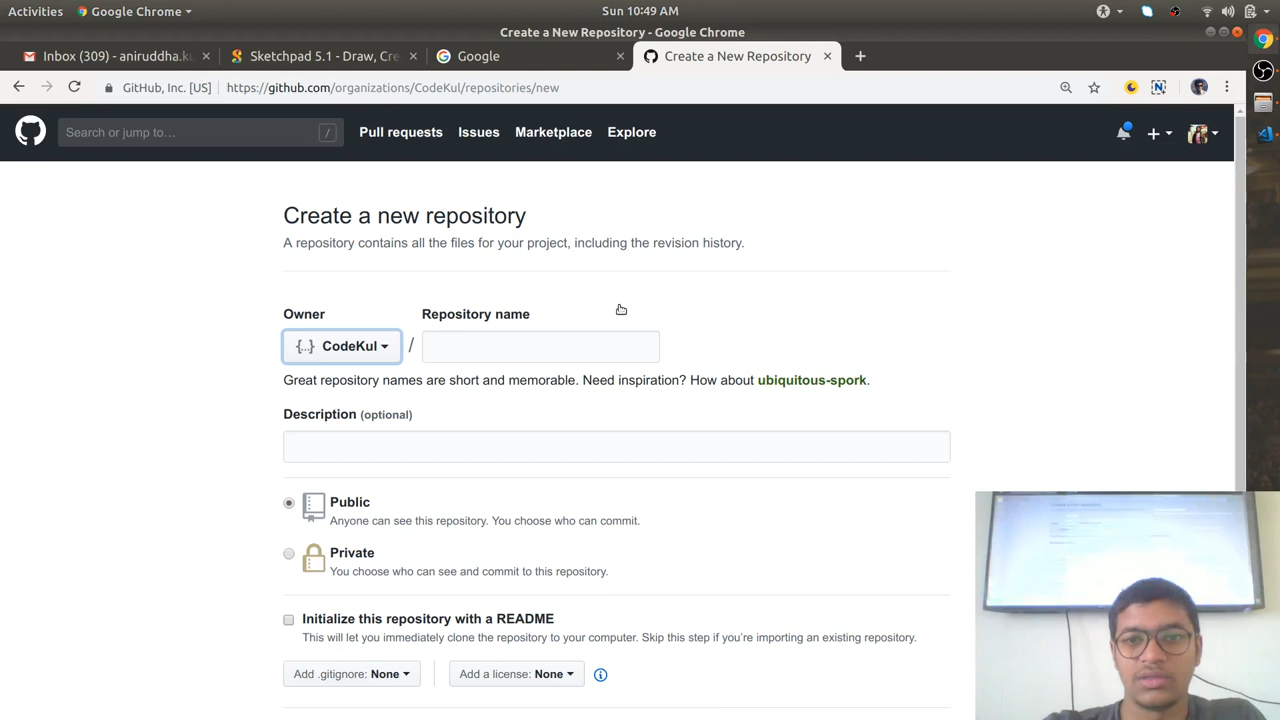 Activities
Google Chrome
Sun 10:49 AM
Create a New Repository - Google Chrome
Inbox (309) - aniruddha.ku
Sketchpad 5.1 - Draw, Cre
Google
Create a New Repository
GitHub, Inc. [US]
https://github.com/organizations/CodeKul/repositories/new
Search or jump to...
/
Pull requests
Issues
Marketplace
Explore
Create a new repository
A repository contains all the files for your project, including the revision history.
Owner
Repository name
CodeKul
/
Great repository names are short and memorable. Need inspiration? How about ubiquitous-spork.
Description (optional)
Public
Anyone can see this repository. You choose who can commit.
Private
You choose who can see and commit to this repository.
Initialize this repository with a README
This will let you immediately clone the repository to your computer. Skip this step if you're importing an existing repository.
Add .gitignore: None
Add a license: None